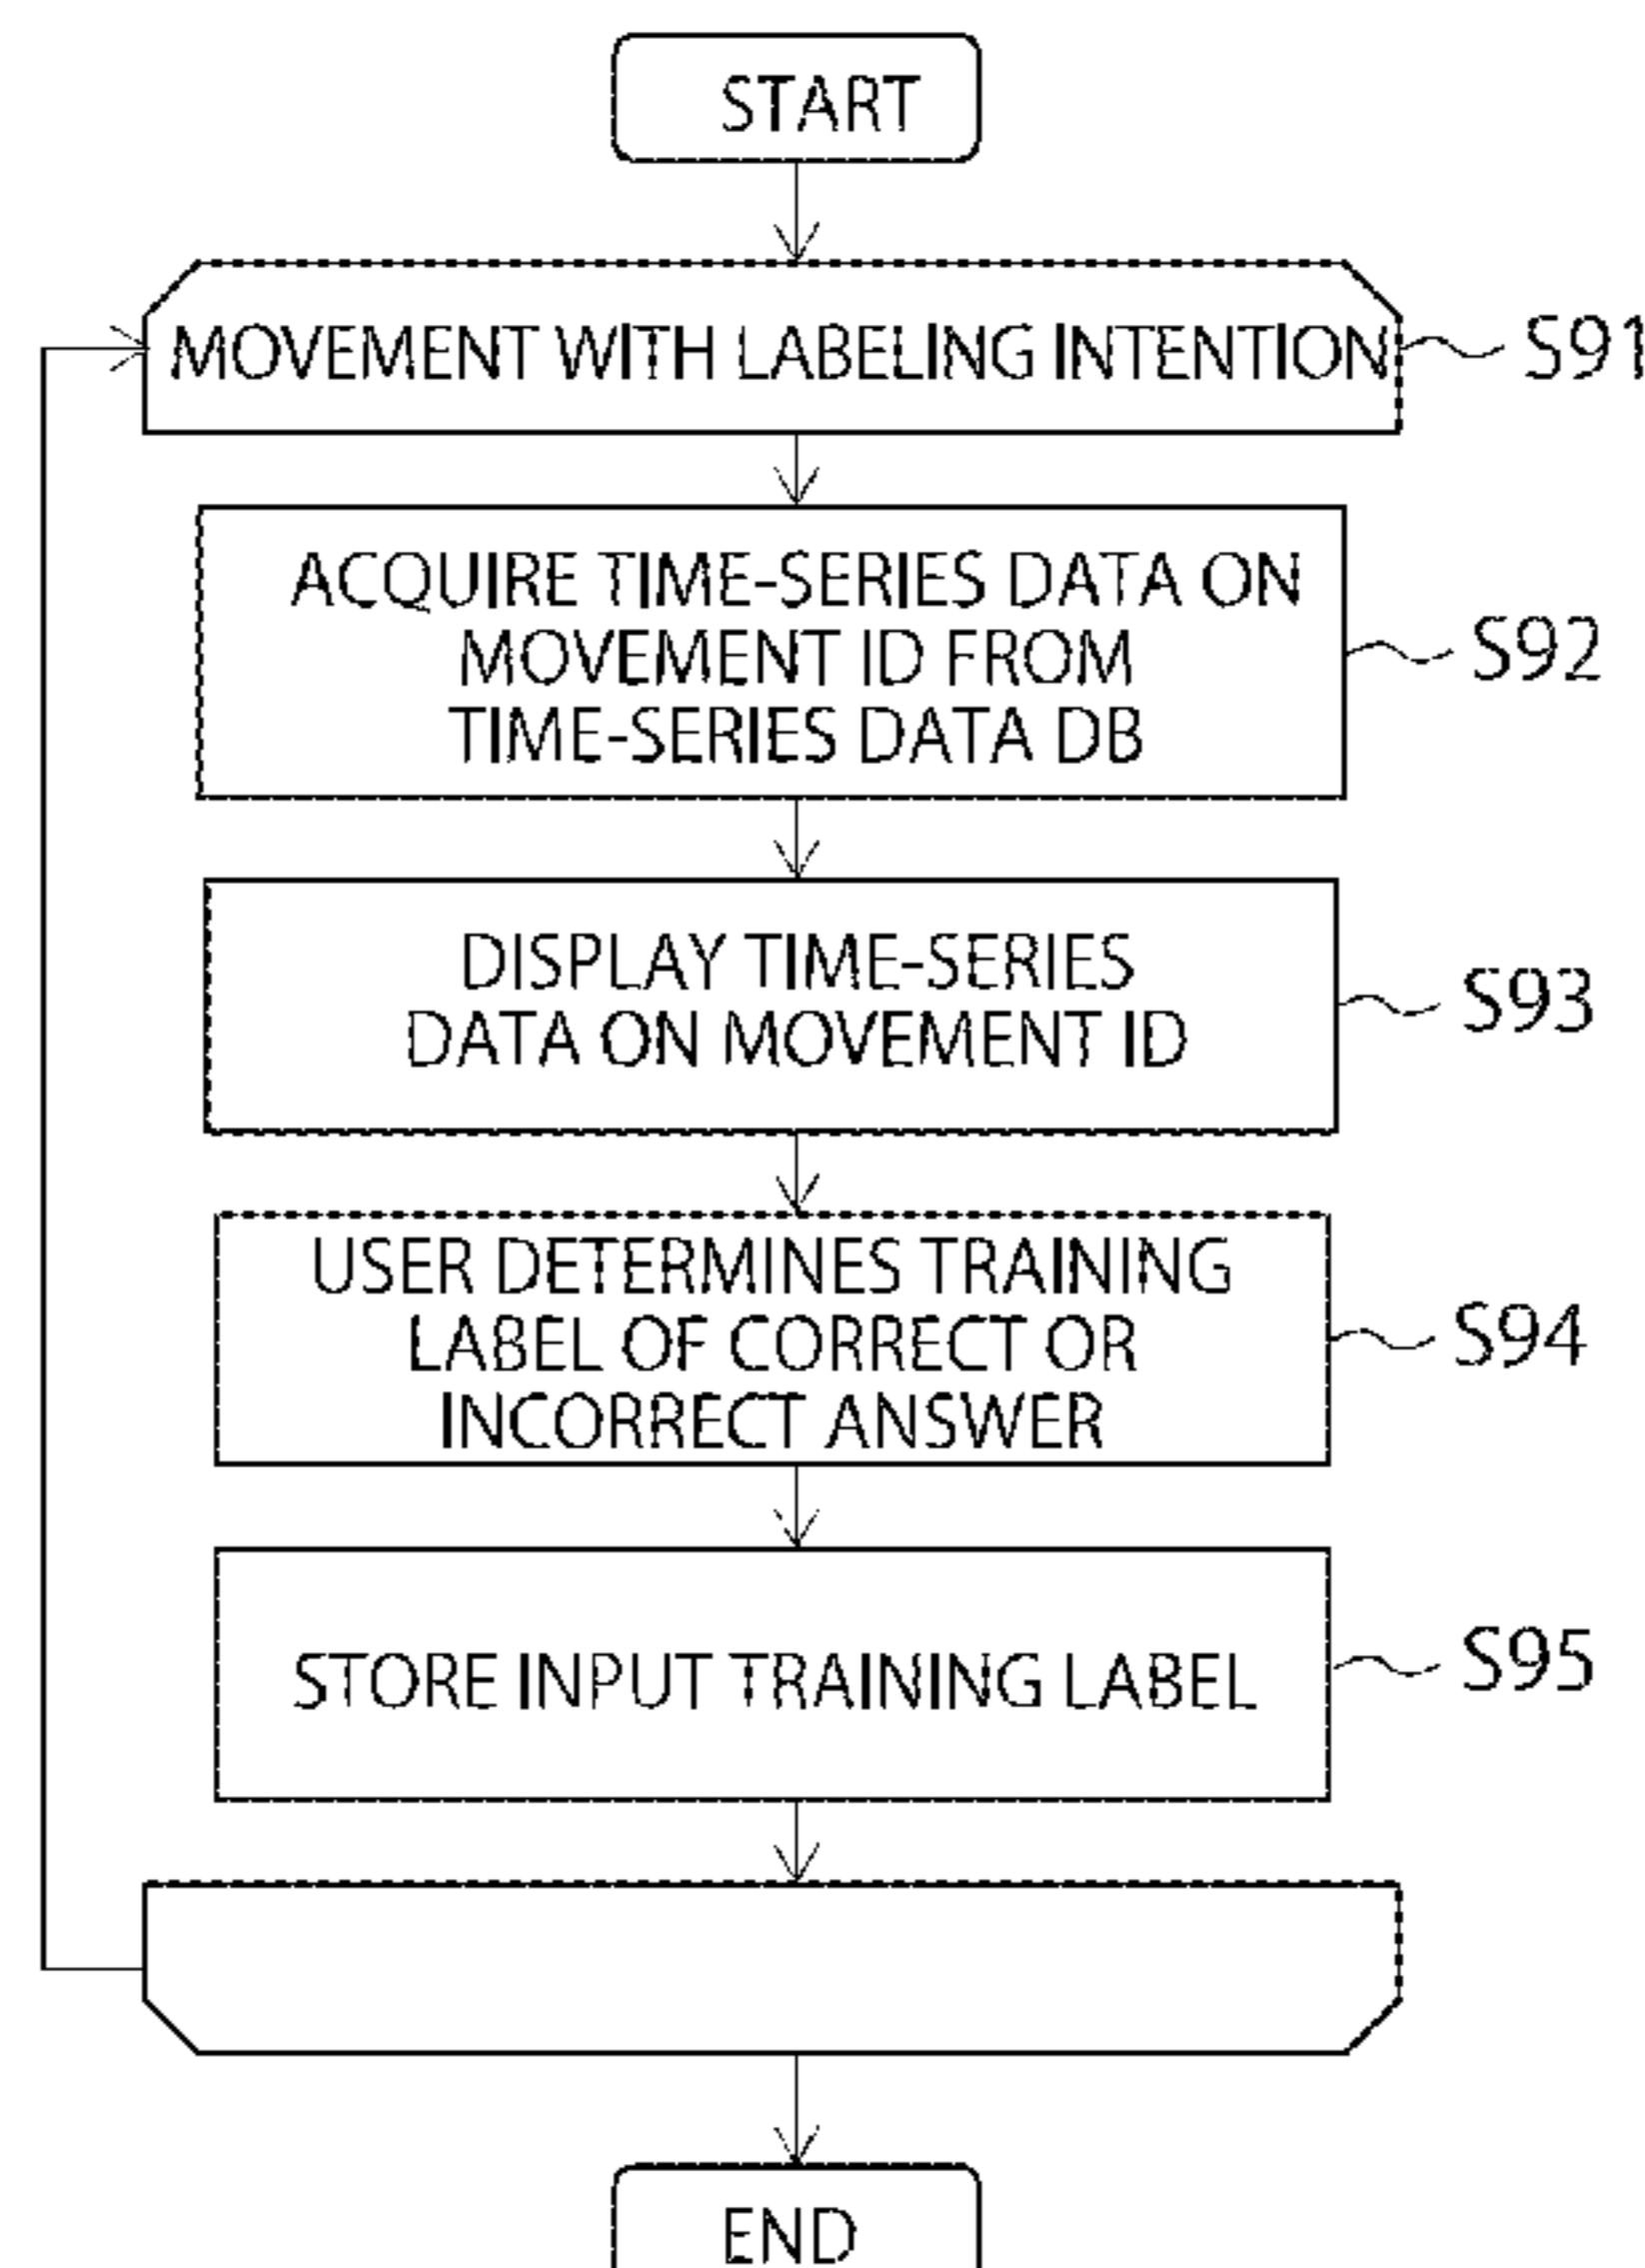 START
MOVEMENT WITH LABELING INTENTION
S91
ACQUIRE TIME-SERIES DATA ON
MOVEMENT ID FROM
TIME-SERIES DATA DB
S92
DISPLAY TIME-SERIES
DATA ON MOVEMENT ID
S93
USER DETERMINES TRAINING
LABEL OF CORRECT OR
INCORRECT ANSWER
S94
STORE INPUT TRAINING LABEL
S95
END